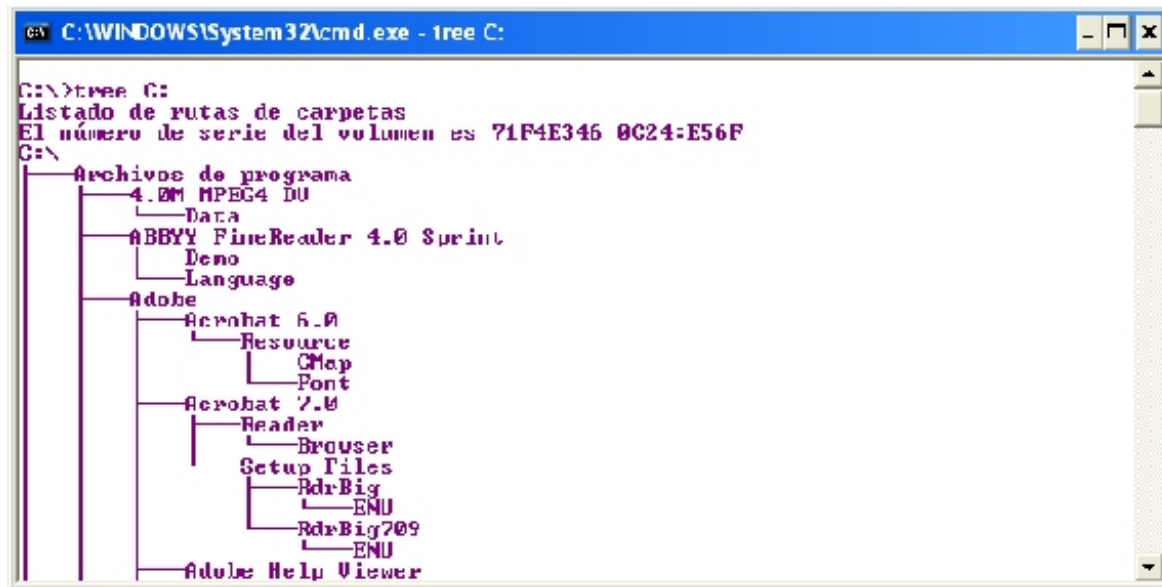 C:\WINDOWS\System32\cmd.exe - tree C:
C:\>tree C:
Listado de rutas de carpetas
El número de serie del volumen es 71F4E346 0C24:E56F
C:\
Archivos de programa
4.0M MPEG4 DV
Data
ABBYY FineReader 4.0 Sprint
Demo
Language
Adobe
Acrobat 6.0
Resource
CMap
Font
Acrobat 7.0
Reader
Browser
Setup Files
RdrBig
ENU
RdrBig709
ENU
Adobe Help Viewer